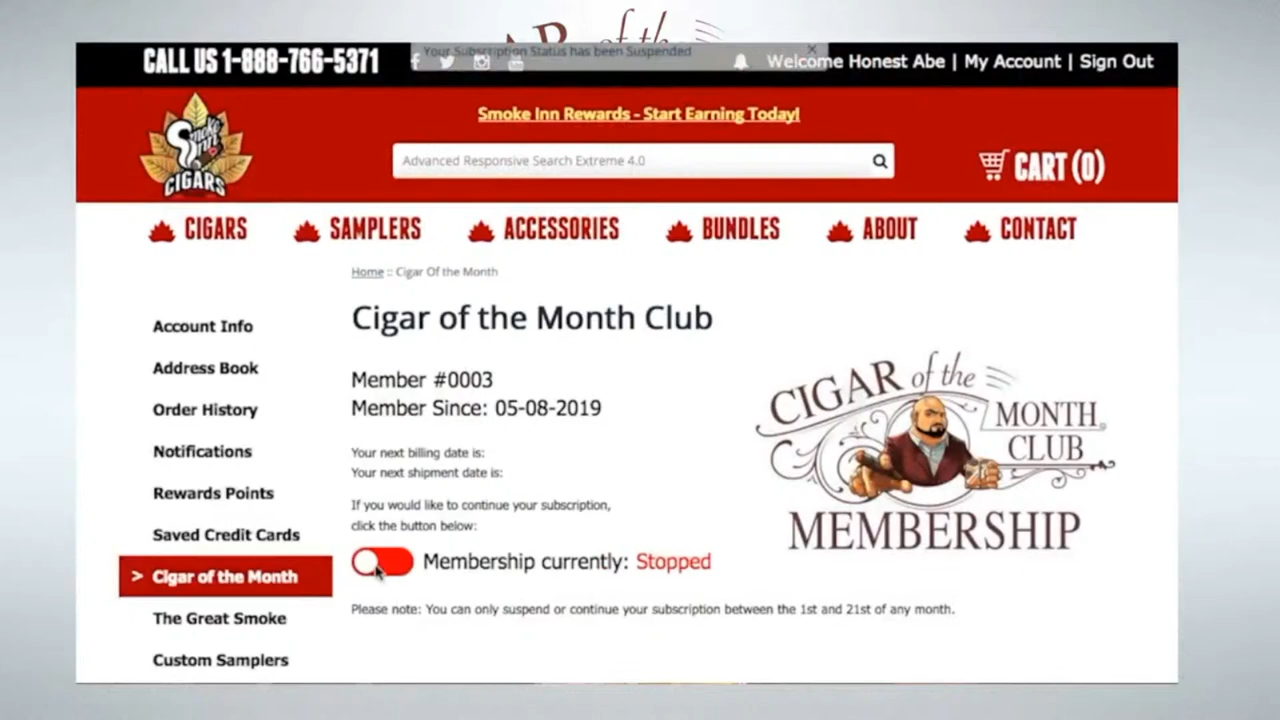 AR of the
CALL US 1-888-766-5371
Your Subscription Status has been Suspended
Welcome Honest Abe | My Account | Sign Out
Smoke Inn Rewards - Start Earning Today!
Smoke Inn
CIGARS
Advanced Responsive Search Extreme 4.0
CART (0)
CIGARS SAMPLERS ACCESSORIES BUNDLES ABOUT CONTACT
Home :: Cigar Of the Month
Cigar of the Month Club
Account Info
Address Book
Order History
Notifications
Rewards Points
Saved Credit Cards
> Cigar of the Month
The Great Smoke
Custom Samplers
Member #0003
Member Since: 05-08-2019
Your next billing date is:
Your next shipment date is:
If you would like to continue your subscription,
click the button below:
Membership currently: Stopped
Please note: You can only suspend or continue your subscription between the 1st and 21st of any month.
CIGAR of the
MONTH
CLUB
MEMBERSHIP